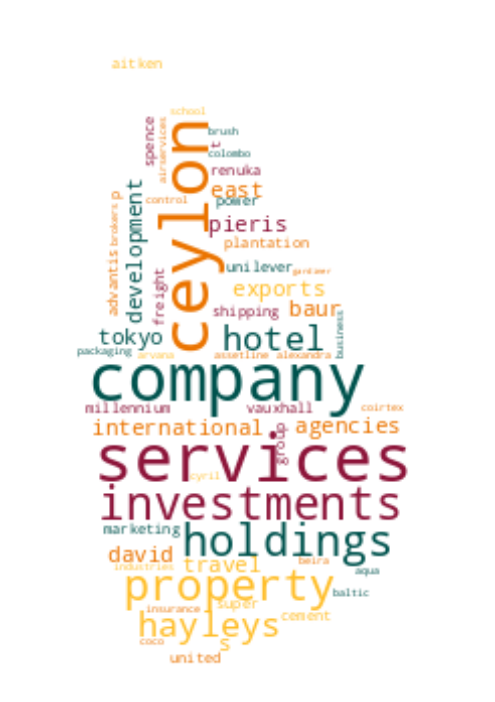 aitken
school
brush
spence
airservices
ceylon
t
colombo
renuka
east
control
power
p
development
brokers
advantis
pieris
plantation
unilever
gardiner
freight
exports
shipping
baur
tokyo
hotel
business
packaging
arvana
assetline
alexandra
company
millennium
vauxhall
coirtex
international
group
agencies
services
cyril
investments
marketing
holdings
david
travel
beira
industries
aqua
property
baltic
super
insurance
hayleys
cement
coco
s
united